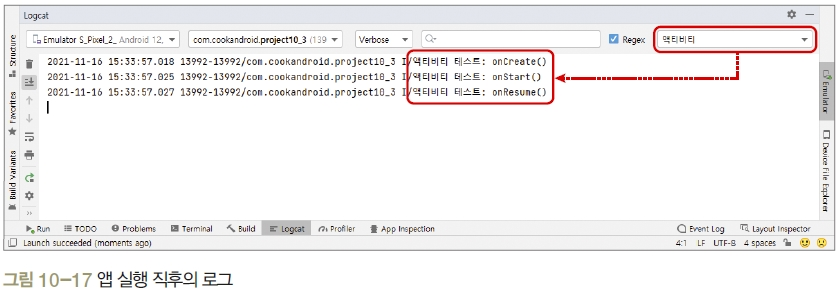 Logcat
Emulator S_Pixel_2_ Android 12, com.cookandroid.project10_3 (139 Verbose Regex 액티비티
2021-11-16 15:33:57.018 13992-13992/com.cookandroid.project10_3 I/액티비티 테스트: onCreate()
2021-11-16 15:33:57.025 13992-13992/com.cookandroid.project10_3 I/액티비티 테스트: onStart()
2021-11-16 15:33:57.027 13992-13992/com.cookandroid.project10_3 I/액티비티 테스트: onResume()
Structure
Favorites
Build Variants
Emulator
Device File Explorer
Run TODO Problems Terminal Build Logcat Profiler App Inspection Event Log Layout Inspector
Launch succeeded (moments ago) 4:1 LF UTF-8 4 spaces
그림 10-17 앱 실행 직후의 로그